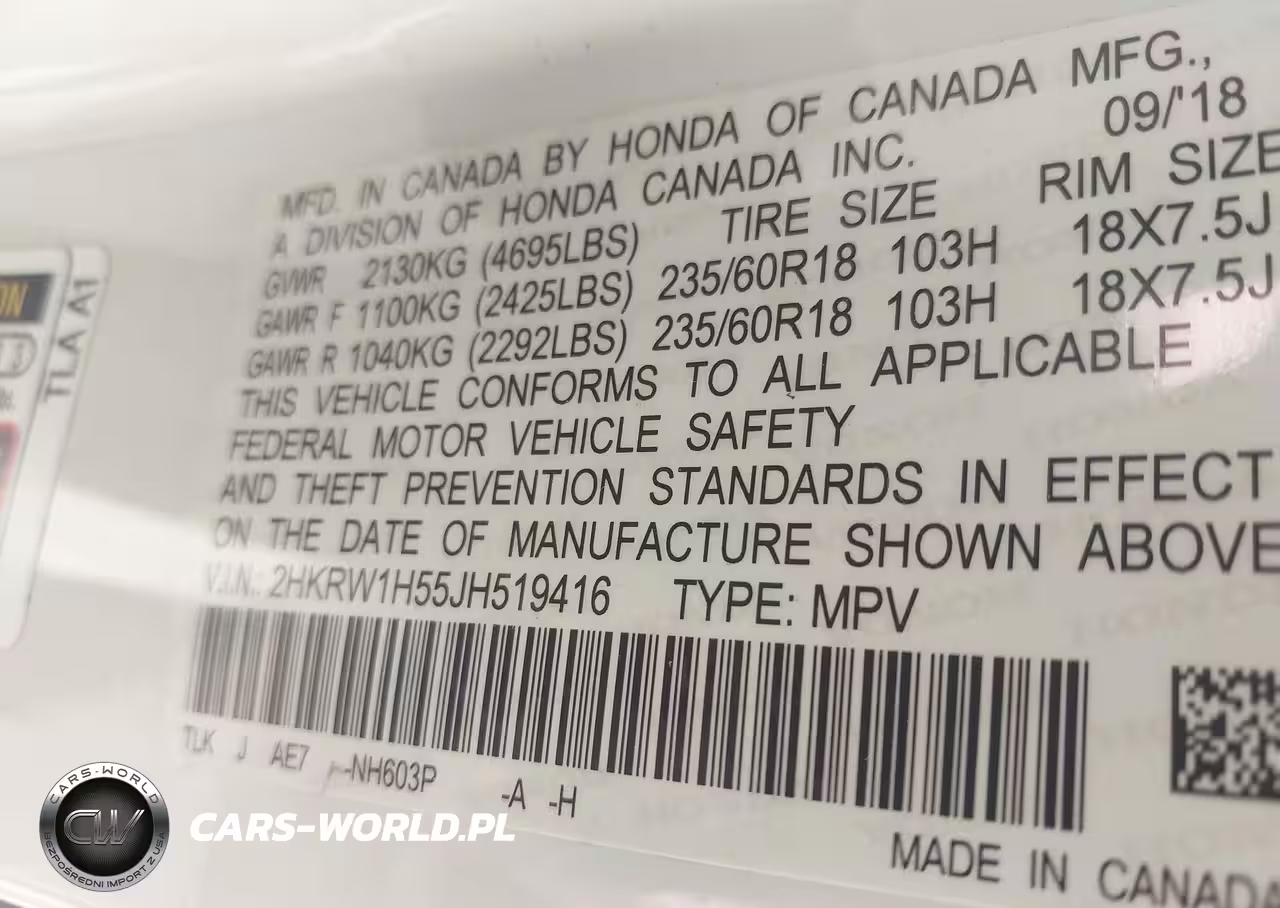 MFD. IN CANADA BY HONDA OF CANADA MFG.,
A DIVISION OF HONDA CANADA INC. 09/'18
GVWR 2130KG (4695LBS) TIRE SIZE RIM SIZE
GAWR F 1100KG (2425LBS) 235/60R18 103H 18X7.5J
GAWR R 1040KG (2292LBS) 235/60R18 103H 18X7.5J
THIS VEHICLE CONFORMS TO ALL APPLICABLE
FEDERAL MOTOR VEHICLE SAFETY
AND THEFT PREVENTION STANDARDS IN EFFECT
ON THE DATE OF MANUFACTURE SHOWN ABOVE
V.I.N.: 2HKRW1H55JH519416 TYPE: MPV
TLK J AE7 -NH603P -A -H
MADE IN CANADA
TLA A1
ON
CARS-WORLD
CW
BEZPOŚREDNI IMPORT Z USA
CARS-WORLD.PL